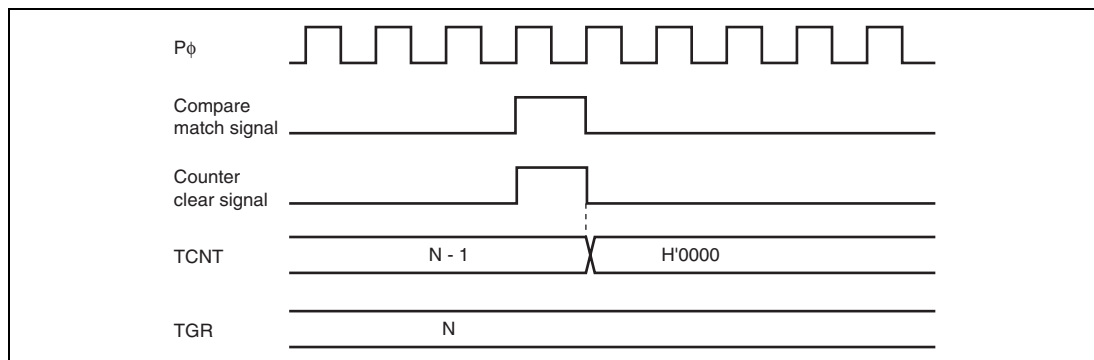 Pϕ
Compare
match signal
Counter
clear signal
TCNT
N - 1
H'0000
TGR
N